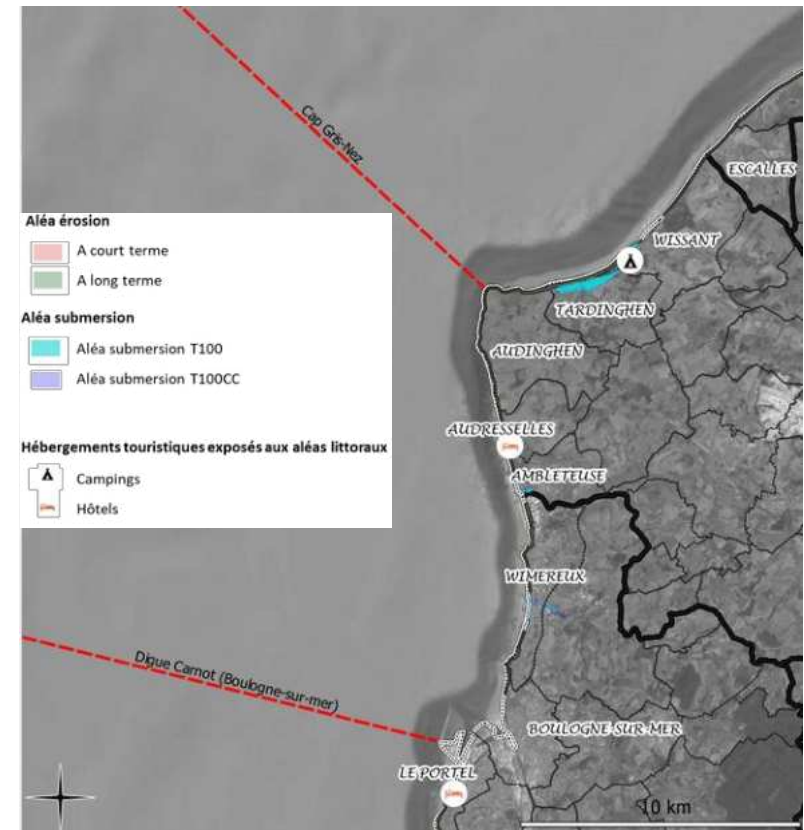 Cap Gris-Nez
ESCALLES
WISSANT
TARDINGHEN
AUDINGHEN
AUDRESSELLES
AMBLETEUSE
WIMEREUX
Digue Carnot (Boulogne-sur-mer)
BOULOGNE-SUR-MER
LE PORTEL
10 km
Aléa érosion
A court terme
A long terme
Aléa submersion
Aléa submersion T100
Aléa submersion T100CC
Hébergements touristiques exposés aux aléas littoraux
Campings
Hôtels